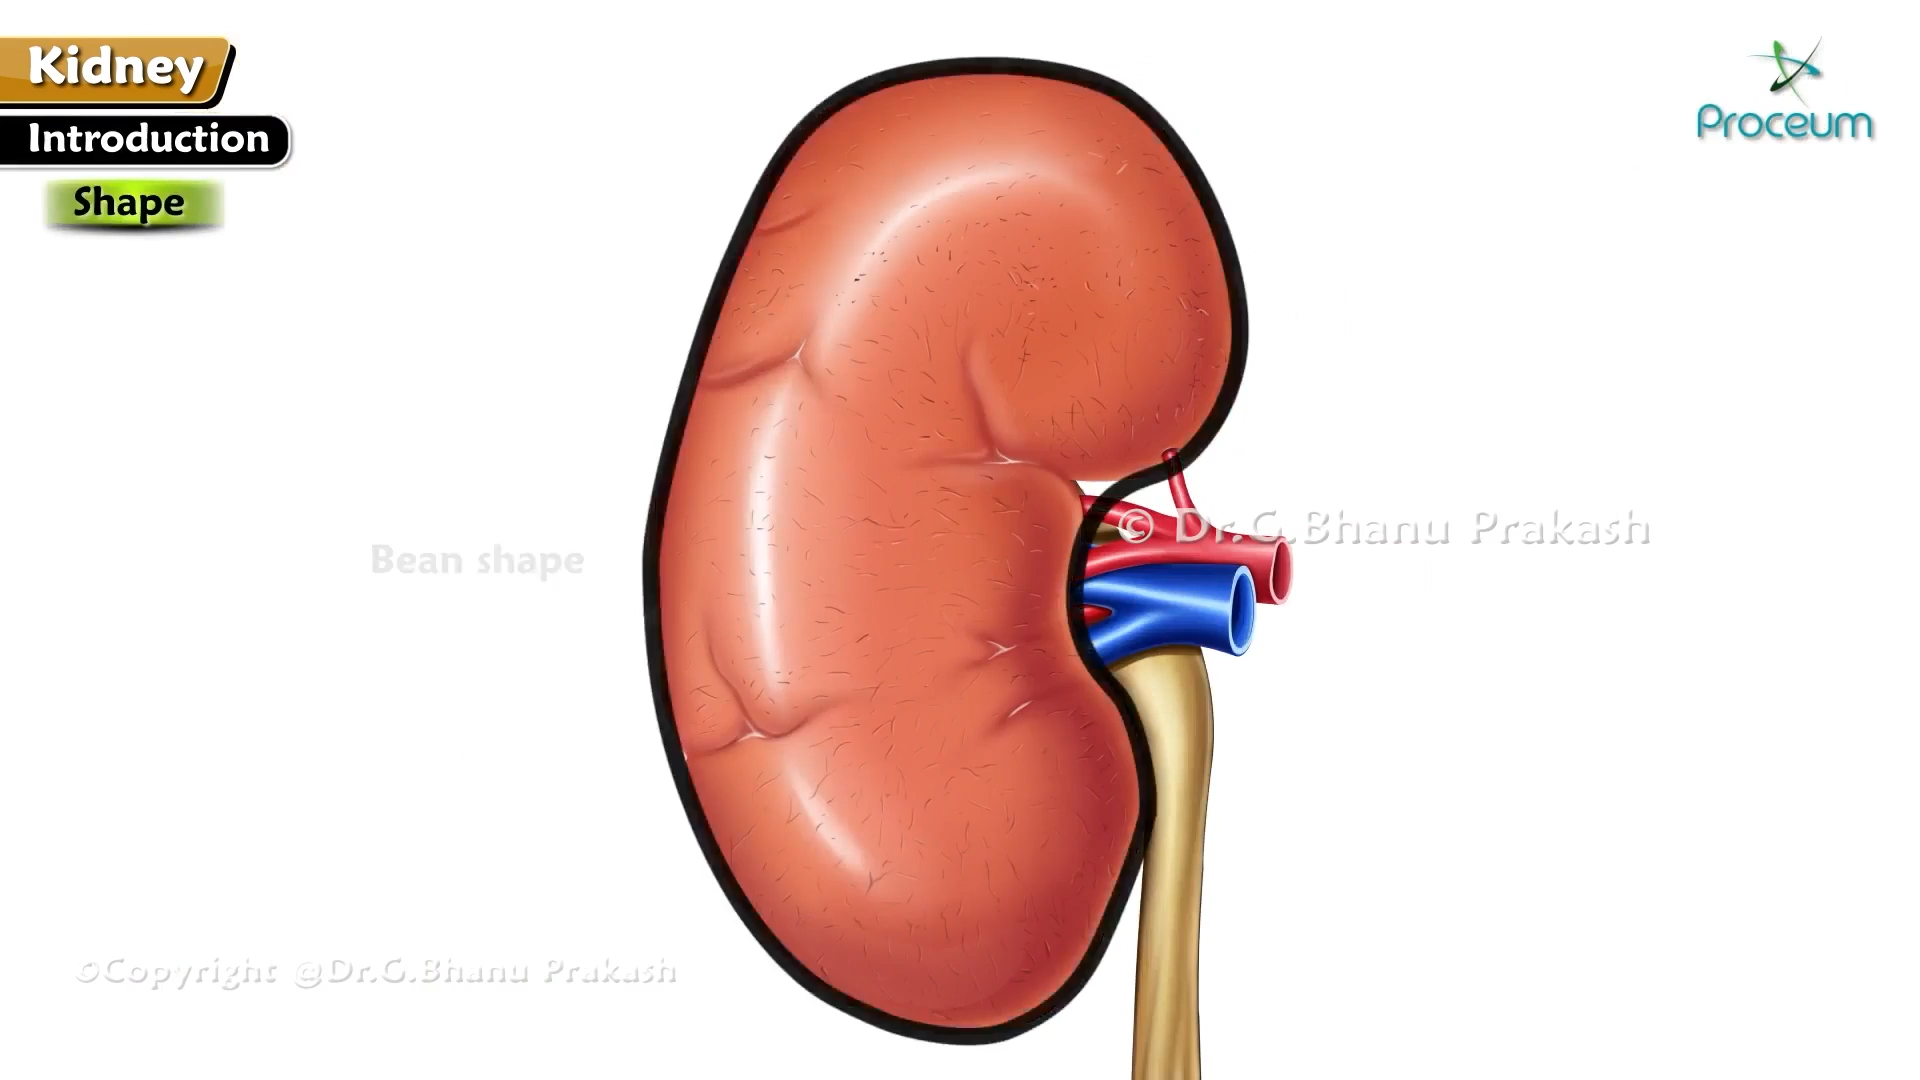 Kidney
Introduction
Shape
Proceum
© Dr.G.Bhanu Prakash
Bean shape
©Copyright @Dr.G.Bhanu Prakash